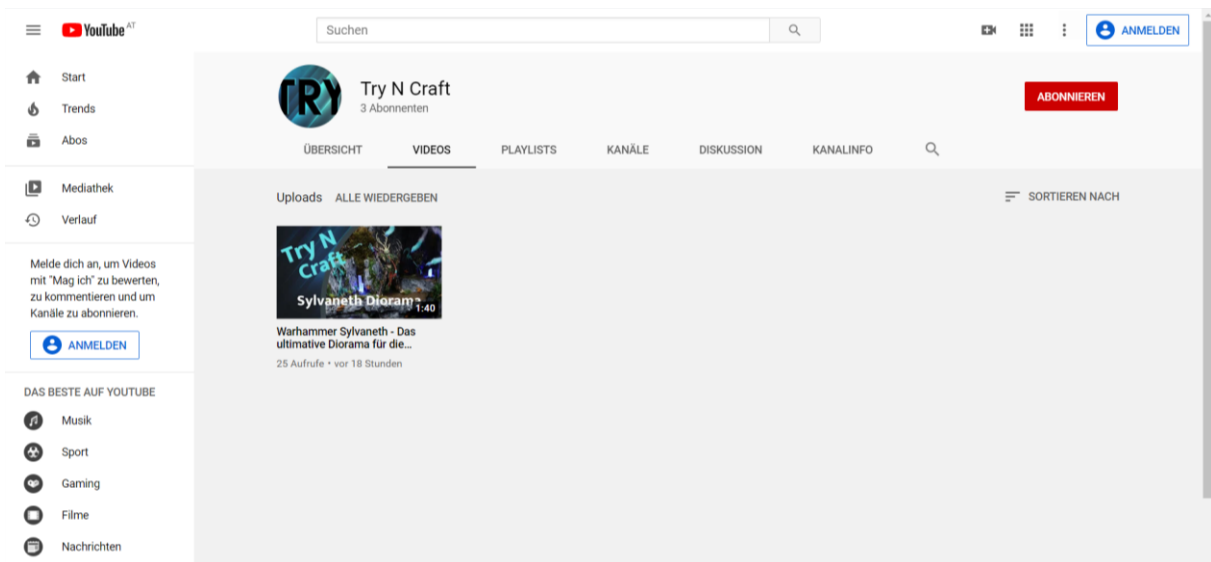 YouTube AT
Suchen
ANMELDEN
Start
Trends
Abos
Mediathek
Verlauf
Melde dich an, um Videos
mit "Mag ich" zu bewerten,
zu kommentieren und um
Kanäle zu abonnieren.
ANMELDEN
DAS BESTE AUF YOUTUBE
Musik
Sport
Gaming
Filme
Nachrichten
TRY
Try N Craft
3 Abonnenten
ABONNIEREN
ÜBERSICHT VIDEOS PLAYLISTS KANÄLE DISKUSSION KANALINFO
Uploads ALLE WIEDERGEBEN
SORTIEREN NACH
Try N
Craft
Sylvaneth Diorama
1:40
Warhammer Sylvaneth - Das
ultimative Diorama für die...
25 Aufrufe • vor 18 Stunden